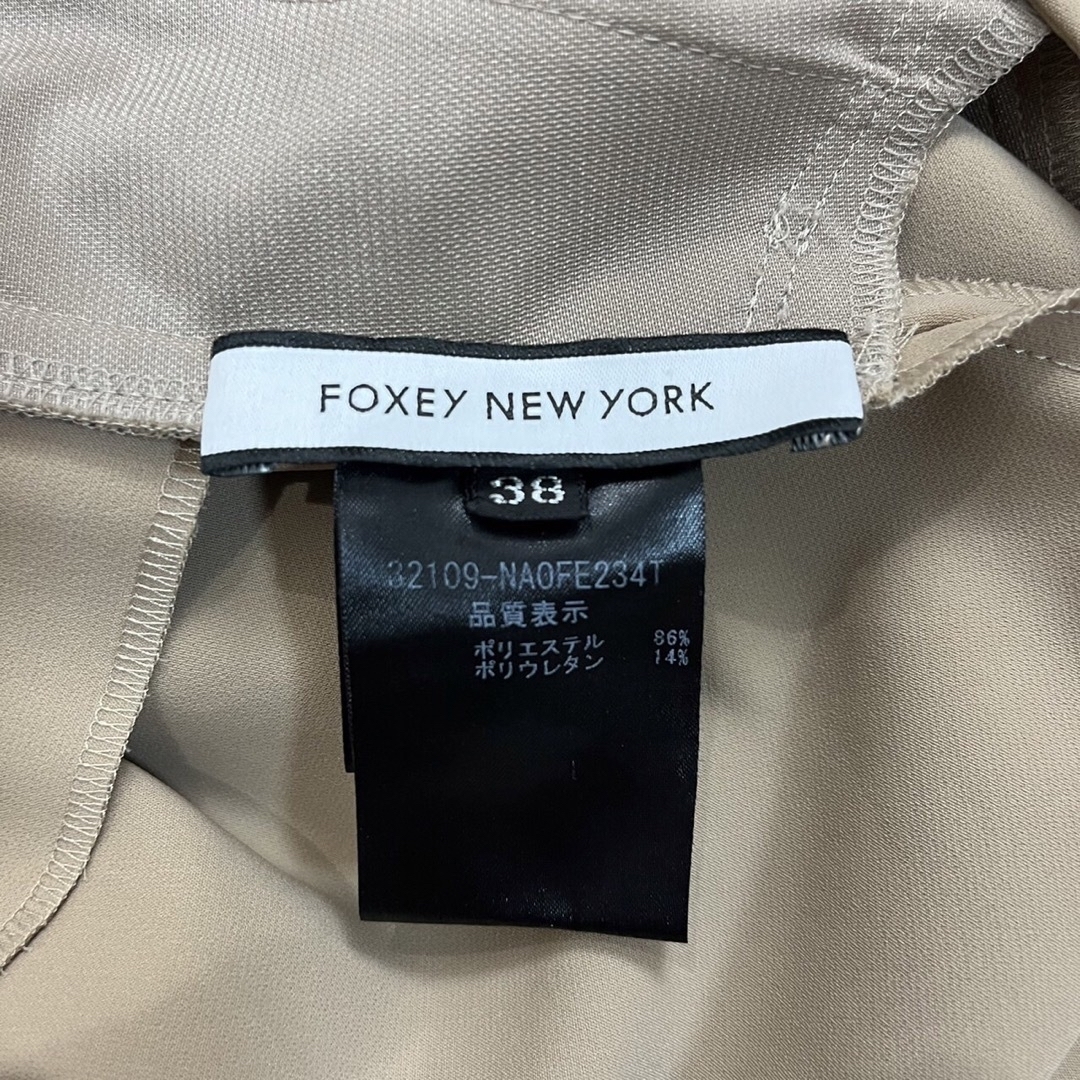 FOXEY NEW YORK
38
32109-NA0FE234T
品質表示
ポリエステル 86%
ポリウレタン 14%